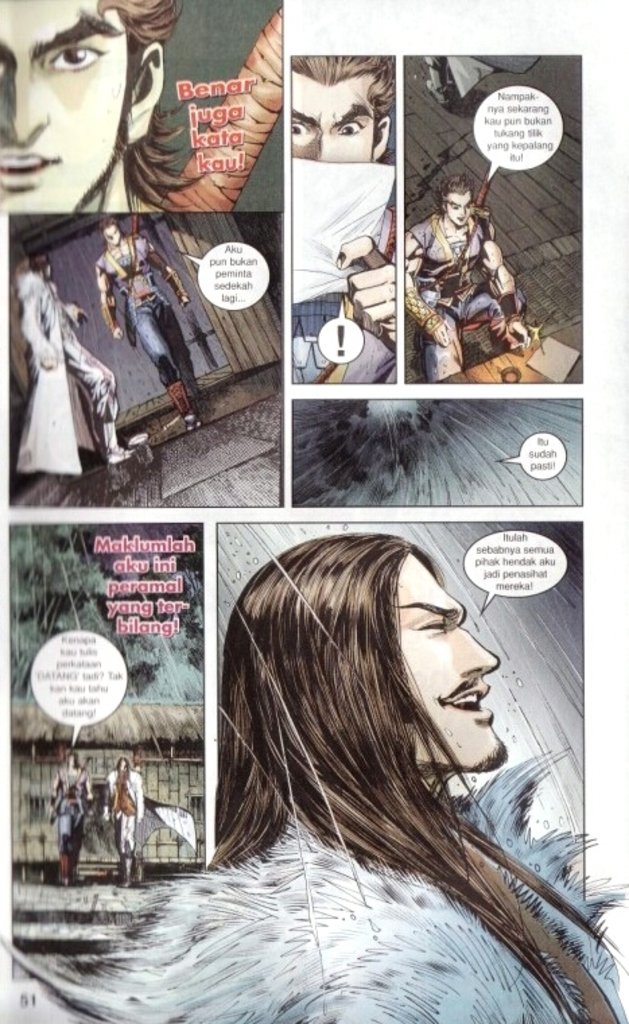 Benar
juga
kata
kau!
Aku
pun bukan
peminta
sedekah
lagi...
!
Nampak-
nya sekarang
kau pun bukan
tukang tilik
yang kepalang
itu!
Itu
sudah
pasti!
Maklumlah
aku ini
peramal
yang ter-
bilang!
Kenapa
kau tulis
perkataan
'DATANG' tadi? Tak
kan kau tahu
aku akan
datang!
Itulah
sebabnya semua
pihak hendak aku
jadi penasihat
mereka!
51